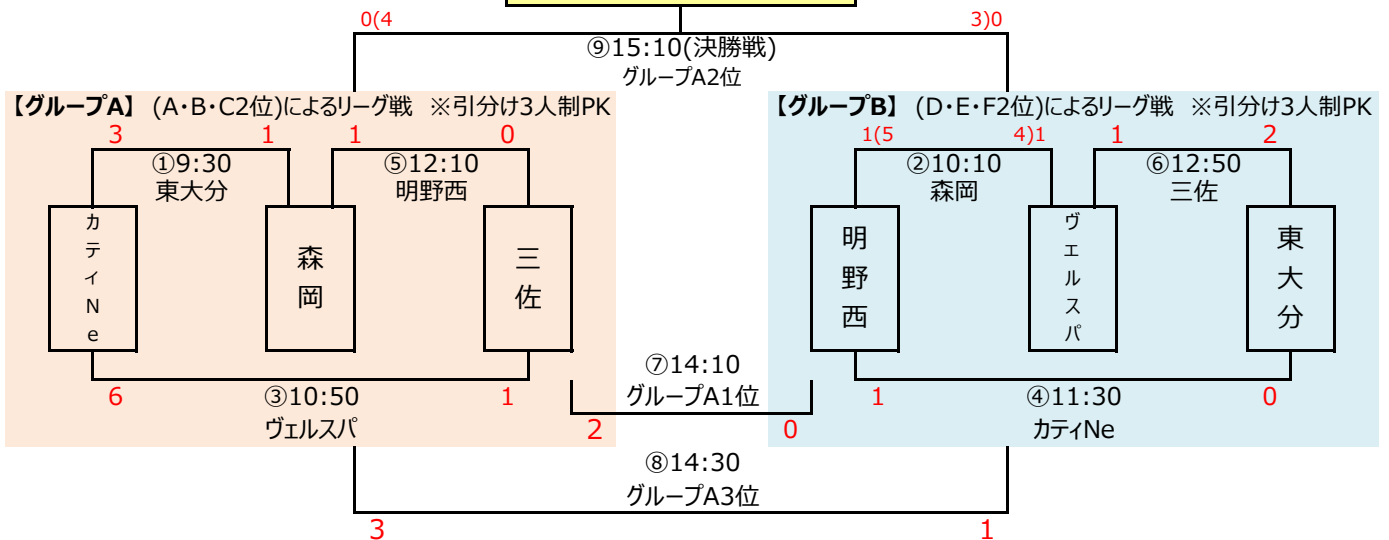 0(4
3)0
⑨15:10(決勝戦)
グループA2位
【グループA】 (A・B・C2位)によるリーグ戦 ※引分け3人制PK
3
1
1
0
①9:30
東大分
⑤12:10
明野西
カティNe
森岡
三佐
6
③10:50
1
ヴェルスパ
【グループB】 (D・E・F2位)によるリーグ戦 ※引分け3人制PK
1(5
4)1
1
2
②10:10
森岡
⑥12:50
三佐
明野西
ヴエルスパ
東大分
1
④11:30
0
カティNe
⑦14:10
グループA1位
2
0
⑧14:30
グループA3位
3
1